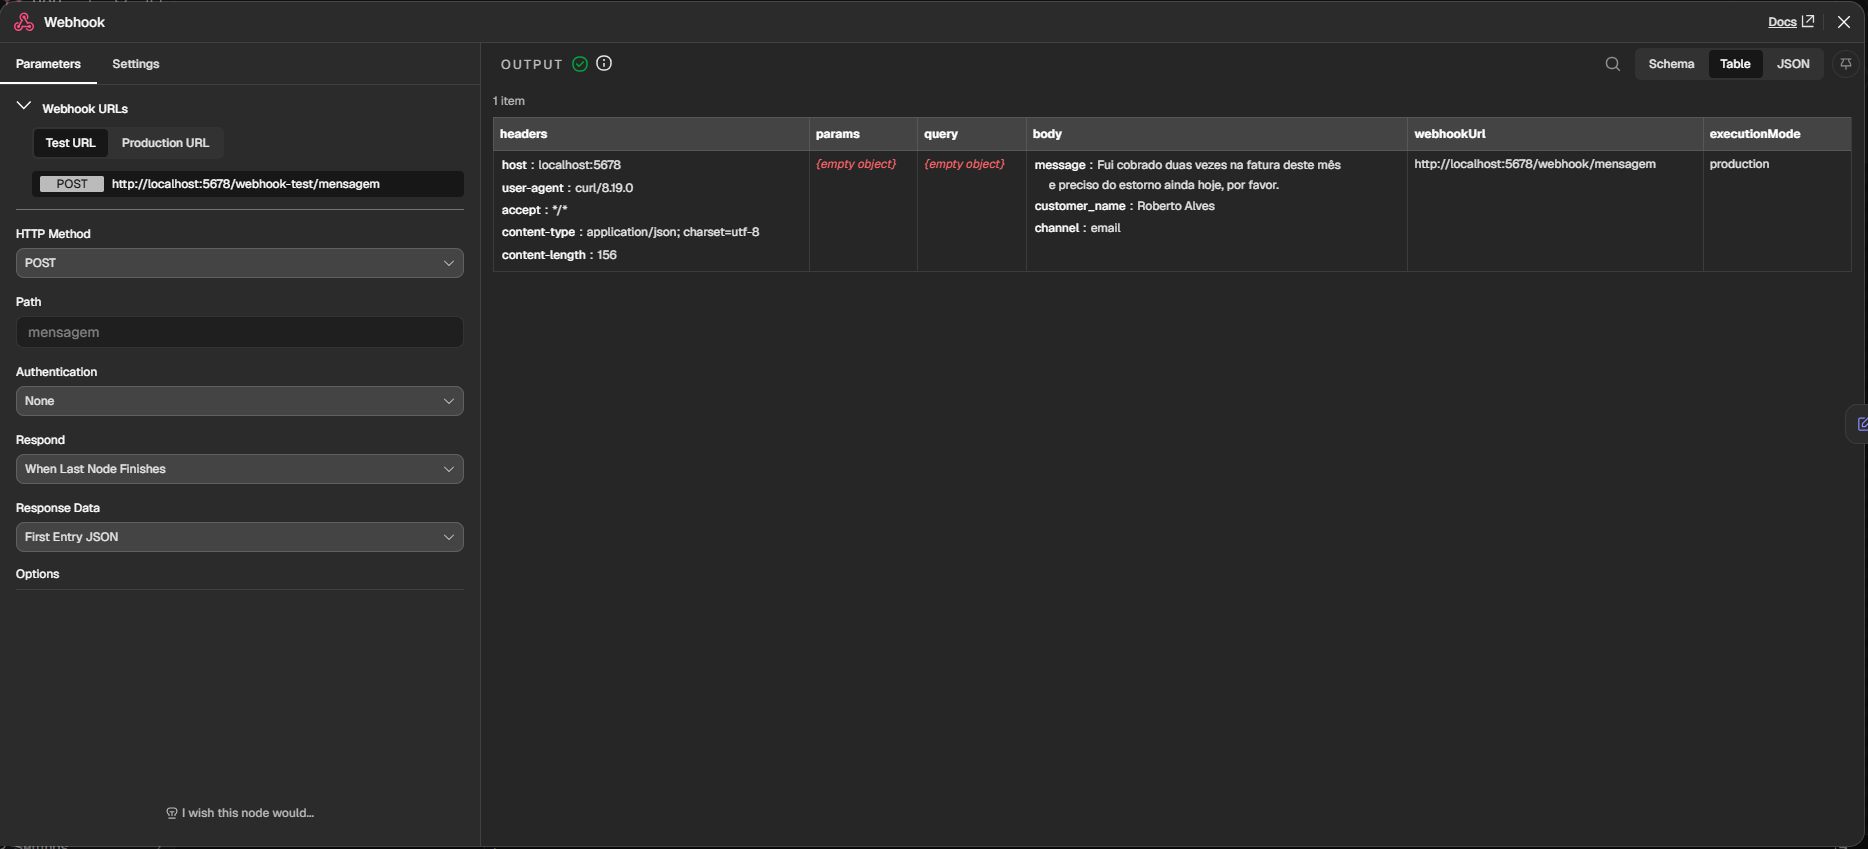 Webhook
Docs
Parameters
Settings
Webhook URLs
Test URL
Production URL
POST
http://localhost:5678/webhook-test/mensagem
HTTP Method
POST
Path
mensagem
Authentication
None
Respond
When Last Node Finishes
Response Data
First Entry JSON
Options
I wish this node would...
OUTPUT
Schema
Table
JSON
1 item
headers
params
query
body
webhookUrl
executionMode
host : localhost:5678
user-agent : curl/8.19.0
accept : */*
content-type : application/json; charset=utf-8
content-length : 156
{empty object}
{empty object}
message : Fui cobrado duas vezes na fatura deste mês
e preciso do estorno ainda hoje, por favor.
customer_name : Roberto Alves
channel : email
http://localhost:5678/webhook/mensagem
production